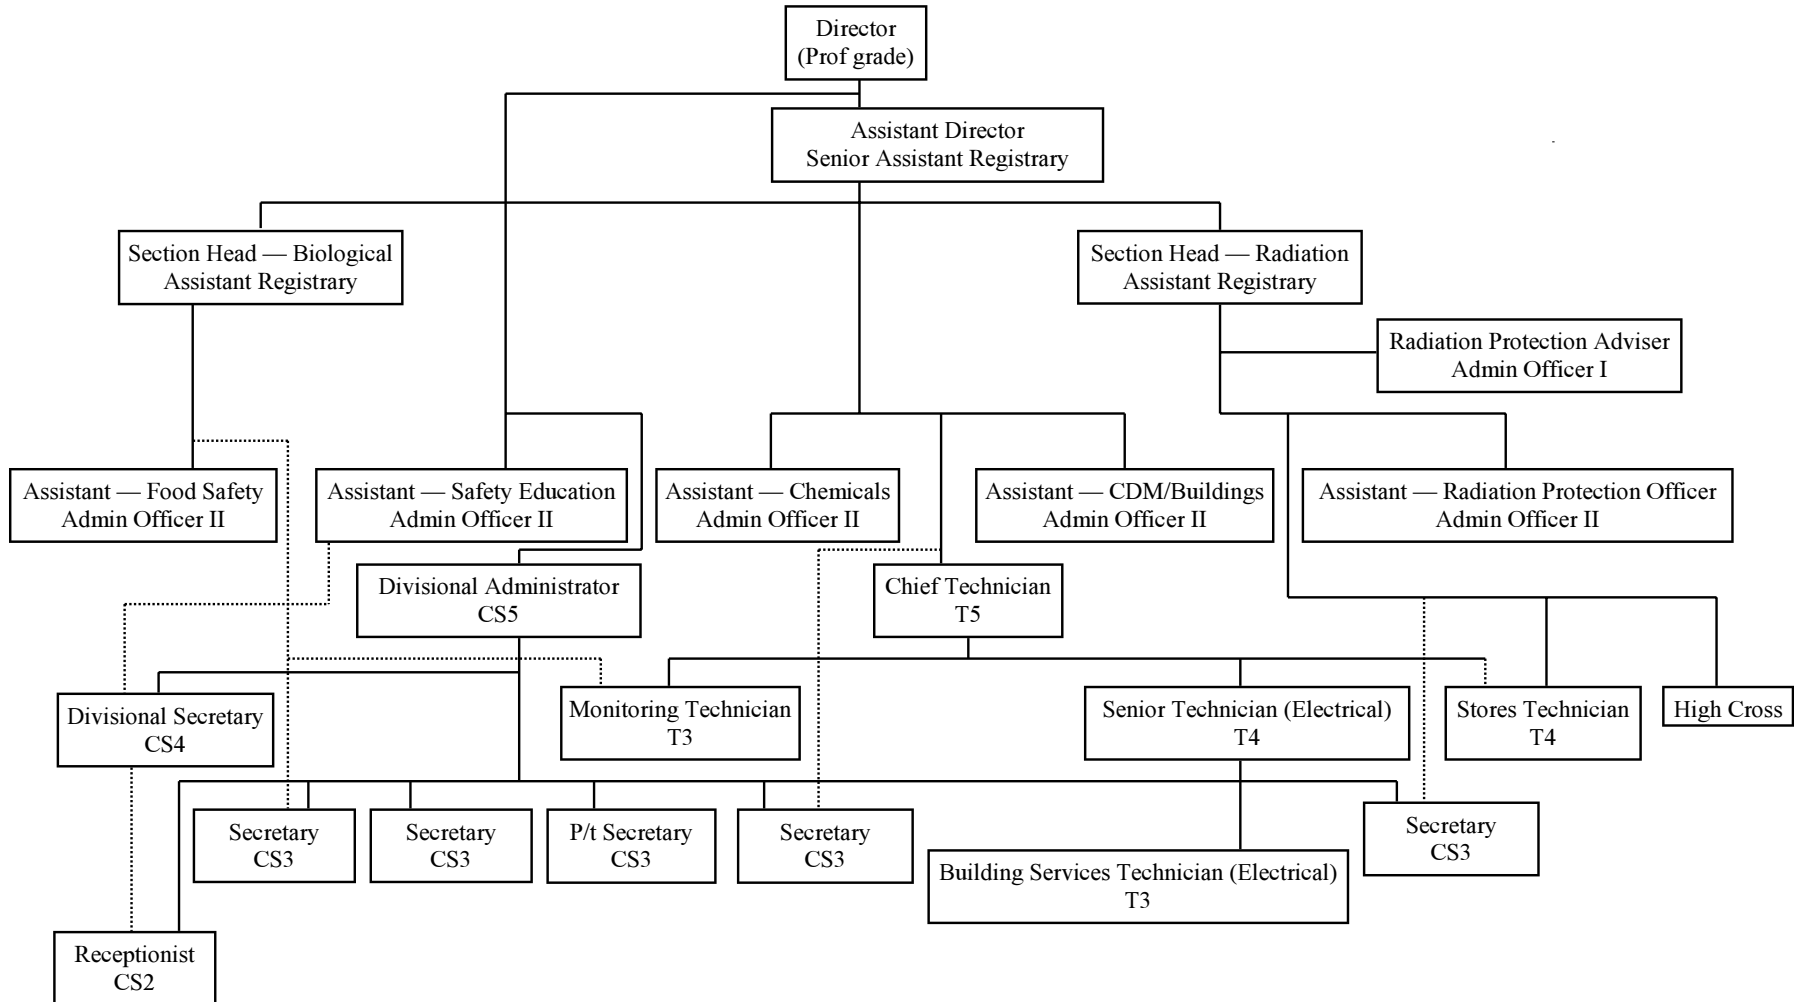 Director
(Prof grade)
Assistant Director
Senior Assistant Registrary
Section Head — Biological
Assistant Registrary
Section Head — Radiation
Assistant Registrary
Radiation Protection Adviser
Admin Officer I
Assistant — Food Safety
Admin Officer II
Assistant — Safety Education
Admin Officer II
Assistant — Chemicals
Admin Officer II
Assistant — CDM/Buildings
Admin Officer II
Assistant — Radiation Protection Officer
Admin Officer II
Divisional Administrator
CS5
Chief Technician
T5
Divisional Secretary
CS4
Monitoring Technician
T3
Senior Technician (Electrical)
T4
Stores Technician
T4
High Cross
Secretary
CS3
Secretary
CS3
P/t Secretary
CS3
Secretary
CS3
Building Services Technician (Electrical)
T3
Secretary
CS3
Receptionist
CS2